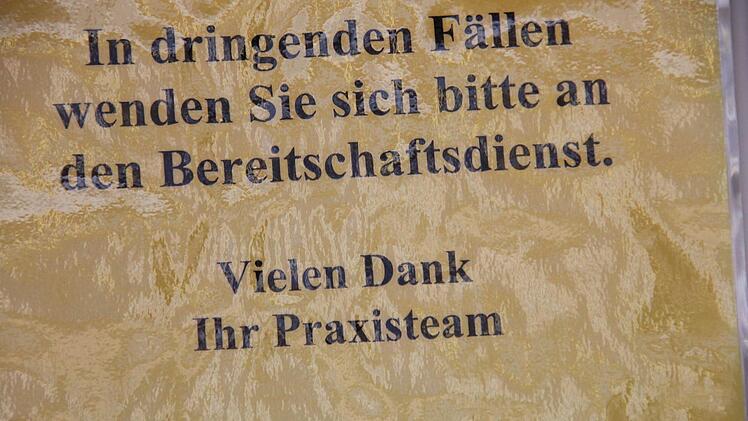 In dringenden Fällen
wenden Sie sich bitte an
den Bereitschaftsdienst.
Vielen Dank
Ihr Praxisteam